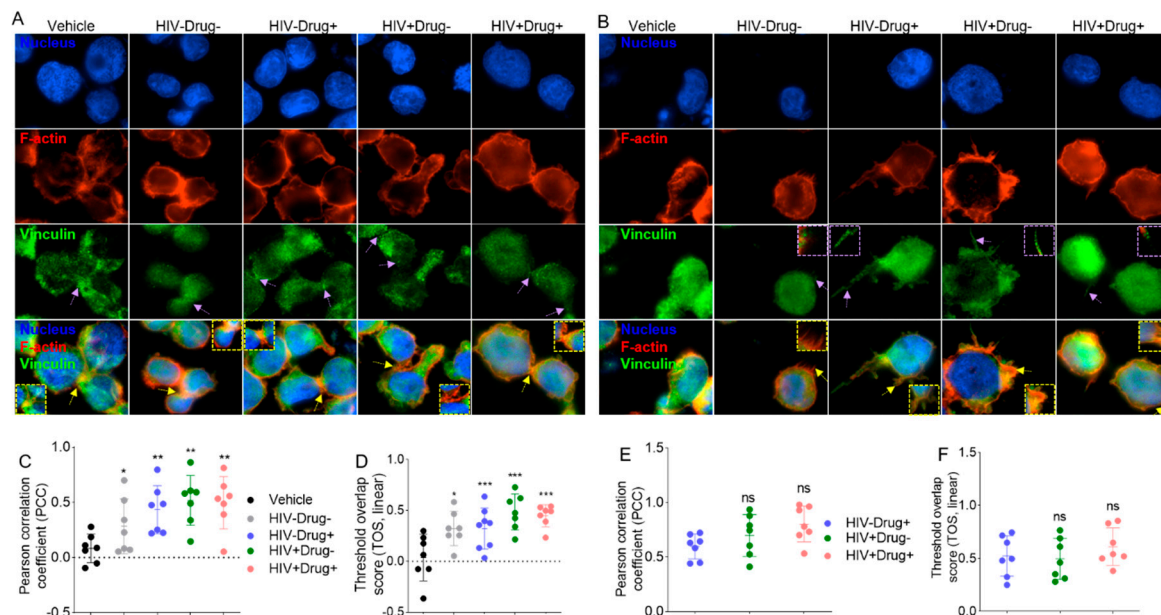 A
Vehicle HIV-Drug- HIV-Drug+ HIV+Drug- HIV+Drug+
Nucleus
F-actin
Vinculin
Nucleus
F-actin
Vinculin
B
Vehicle HIV-Drug- HIV-Drug+ HIV+Drug- HIV+Drug+
Nucleus
F-actin
Vinculin
Nucleus
F-actin
Vinculin
C
Pearson correlation
coefficient (PCC)
1.0
0.5
0.0
-0.5
* ** ** **
Vehicle
HIV-Drug-
HIV-Drug+
HIV+Drug-
HIV+Drug+
D
Threshold overlap
score (TOS, linear)
1.0
0.5
0.0
-0.5
* *** *** ***
E
Pearson correlation
coefficient (PCC)
1.5
1.0
0.5
0.0
ns ns
HIV-Drug+
HIV+Drug-
HIV+Drug+
F
Threshold overlap
score (TOS, linear)
1.5
1.0
0.5
0.0
ns ns